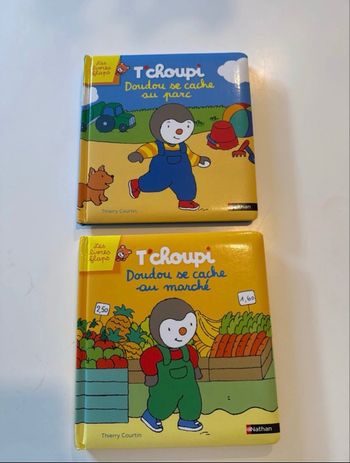 Les
livres
flaps
T'choupi
Doudou se cache
au parc
Thierry Courtin
Nathan
Les
livres
flaps
T'choupi
Doudou se cache
au marché
2,50
1,60
Thierry Courtin
Nathan